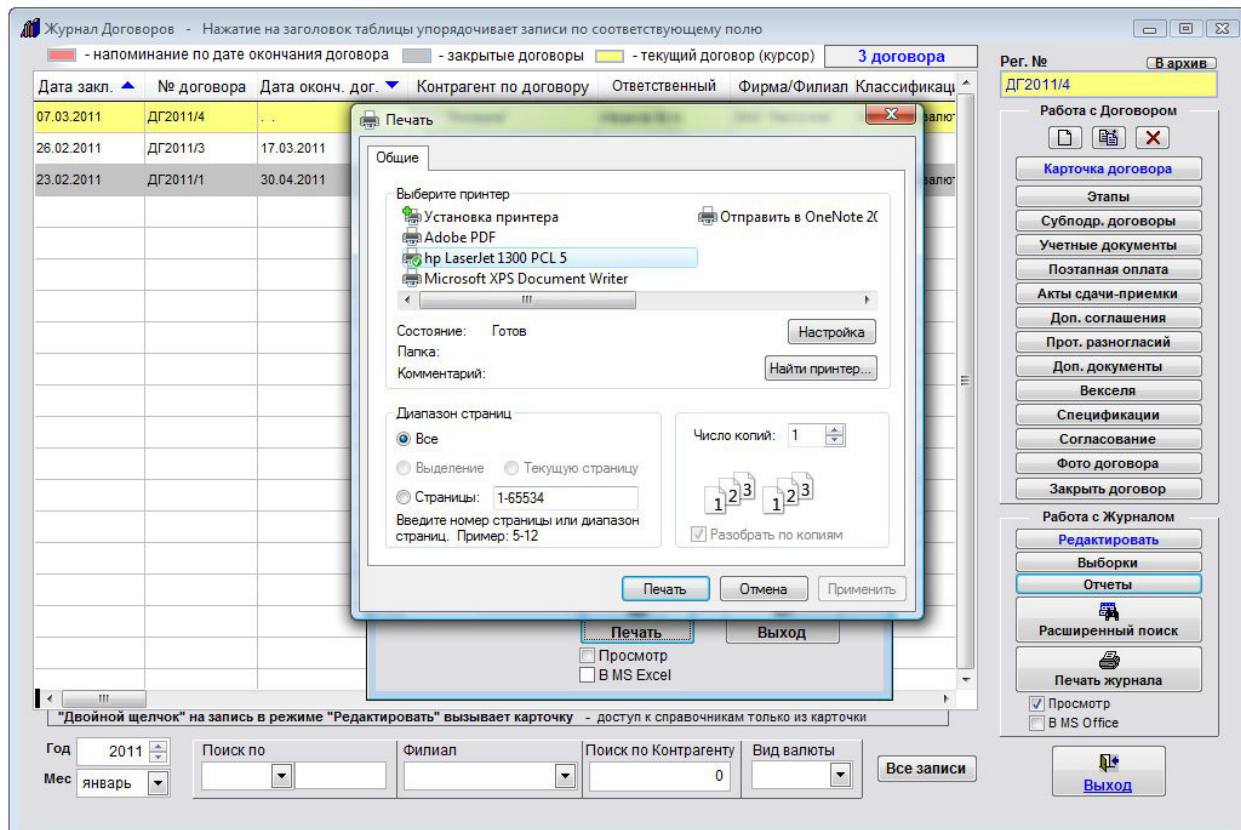 Журнал Договоров - Нажатие на заголовок таблицы упорядочивает записи по соответствующему полю
- напоминание по дате окончания договора - закрытые договоры - текущий договор (курсор) 3 договора
Дата закл. № договора Дата оконч. дог. Контрагент по договору Ответственный Фирма/Филиал Классификаци
07.03.2011 ДГ2011/4 . .
26.02.2011 ДГ2011/3 17.03.2011
23.02.2011 ДГ2011/1 30.04.2011
Печать
Общие
Выберите принтер
Установка принтера
Отправить в OneNote 20
Adobe PDF
hp LaserJet 1300 PCL 5
Microsoft XPS Document Writer
Состояние: Готов
Настройка
Папка:
Комментарий:
Найти принтер...
Диапазон страниц
Все
Выделение Текущую страницу
Страницы: 1-65534
Введите номер страницы или диапазон
страниц. Пример: 5-12
Число копий: 1
1 2 3 1 2 3
Разобрать по копиям
Печать Отмена Применить
Печать Выход
Просмотр
В MS Excel
"Двойной щелчок" на запись в режиме "Редактировать" вызывает карточку - доступ к справочникам только из карточки
Год 2011
Мес январь
Поиск по
Филиал
Поиск по Контрагенту
0
Вид валюты
Все записи
Рег. № В архив
ДГ2011/4
Работа с Договором
Карточка договора
Этапы
Субподр. договоры
Учетные документы
Поэтапная оплата
Акты сдачи-приемки
Доп. соглашения
Прот. разногласий
Доп. документы
Векселя
Спецификации
Согласование
Фото договора
Закрыть договор
Работа с Журналом
Редактировать
Выборки
Отчеты
Расширенный поиск
Печать журнала
Просмотр
В MS Office
Выход